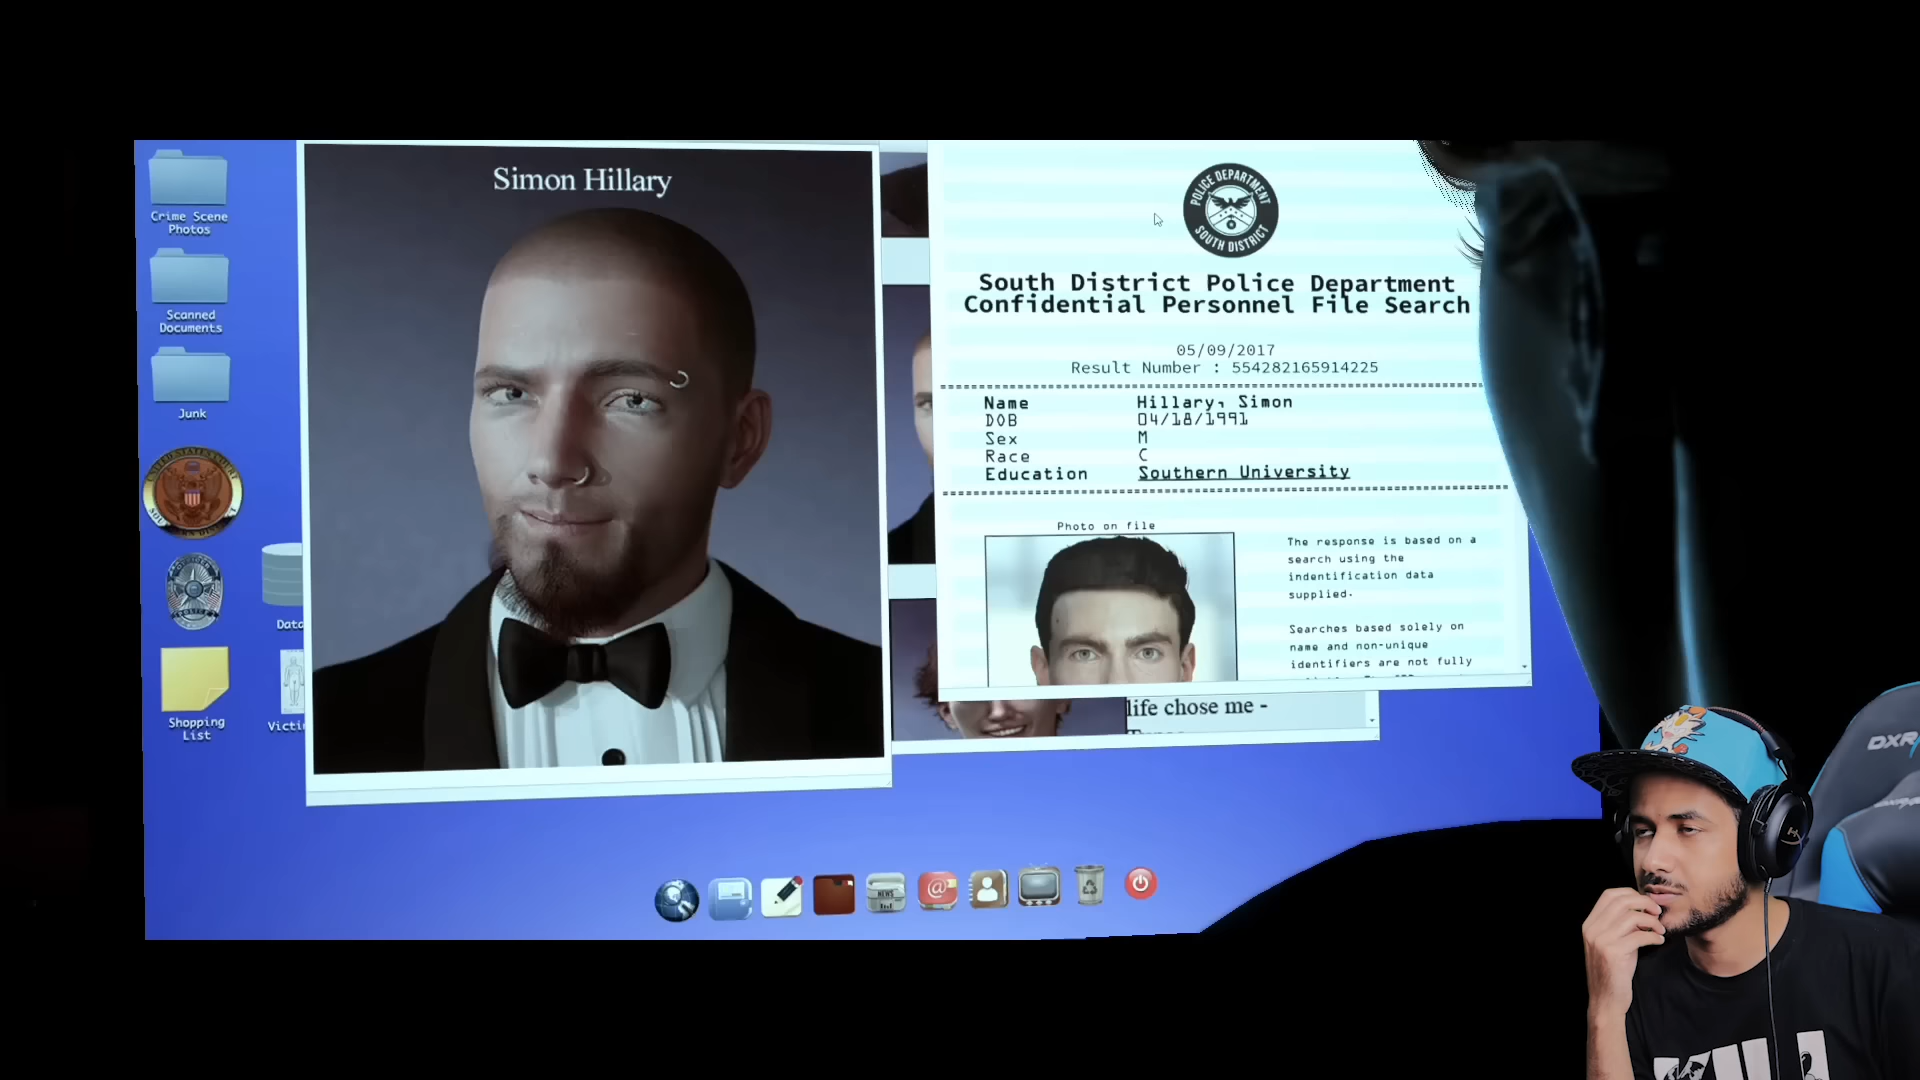 Crime Scene
Photos
Scanned
Documents
Junk
Shopping
List
Simon Hillary
POLICE DEPARTMENT
SOUTH DISTRICT
South District Police Department
Confidential Personnel File Search
05/09/2017
Result Number : 554282165914225
Name Hillary, Simon
DOB 04/18/1991
Sex M
Race C
Education Southern University
Photo on file
The response is based on a
search using the
indentification data
supplied.
Searches based solely on
name and non-unique
identifiers are not fully
life chose me -
NEWS
DXR